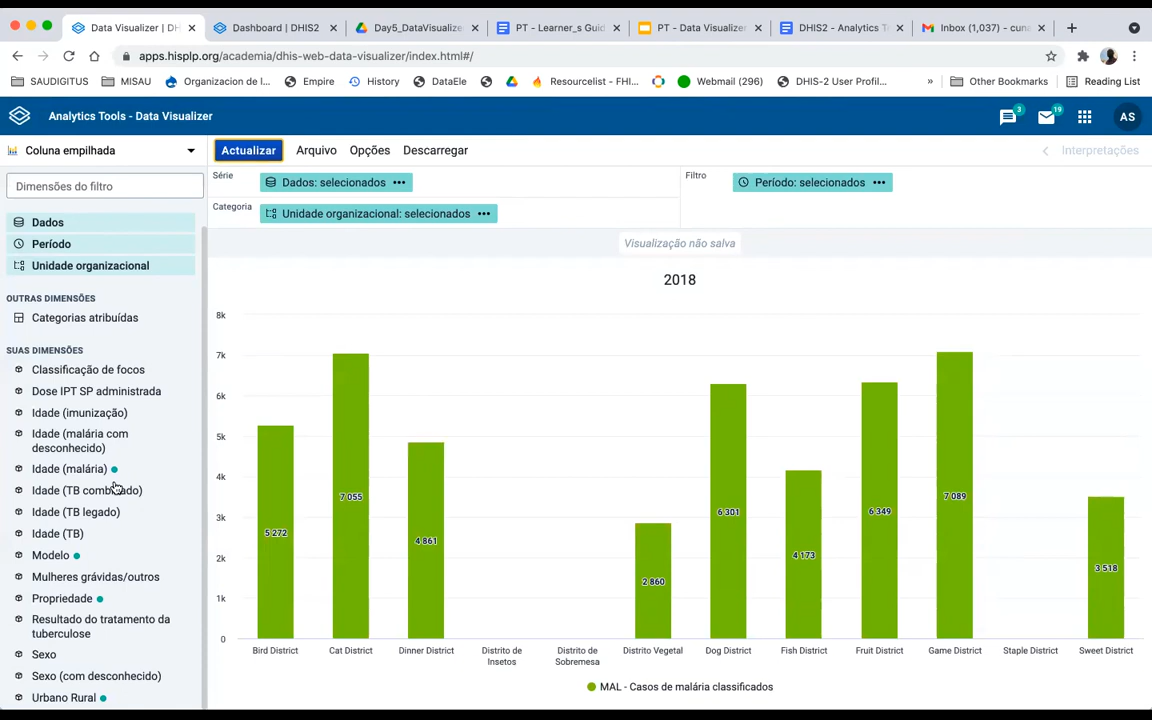 Data Visualizer | DH
Dashboard | DHIS2
Day5_DataVisualize
PT - Learner_s Guid
PT - Data Visualizer
DHIS2 - Analytics T
Inbox (1,037) - cun
apps.hisplp.org/academia/dhis-web-data-visualizer/index.html#/
SAUDIGITUS
MISAU
Organizacion de I...
Empire
History
DataEle
Resourcelist - FHI...
Webmail (296)
DHIS-2 User Profil...
»
Other Bookmarks
Reading List
Analytics Tools - Data Visualizer
3
19
AS
Coluna empilhada
Actualizar
Arquivo
Opções
Descarregar
Interpretações
Dimensões do filtro
Série
Dados: selecionados
Filtro
Período: selecionados
Categoria
Unidade organizacional: selecionados
Dados
Período
Unidade organizacional
OUTRAS DIMENSÕES
Categorias atribuídas
SUAS DIMENSÕES
Classificação de focos
Dose IPT SP administrada
Idade (imunização)
Idade (malária com
desconhecido)
Idade (malária)
Idade (TB combinado)
Idade (TB legado)
Idade (TB)
Modelo
Mulheres grávidas/outros
Propriedade
Resultado do tratamento da
tuberculose
Sexo
Sexo (com desconhecido)
Urbano Rural
Visualização não salva
2018
8k
7k
6k
5k
4k
3k
2k
1k
0
5 272
7 055
4 861
2 860
6 301
4 173
6 349
7 089
3 518
Bird District
Cat District
Dinner District
Distrito de
Insetos
Distrito de
Sobremesa
Distrito Vegetal
Dog District
Fish District
Fruit District
Game District
Staple District
Sweet District
MAL - Casos de malária classificados